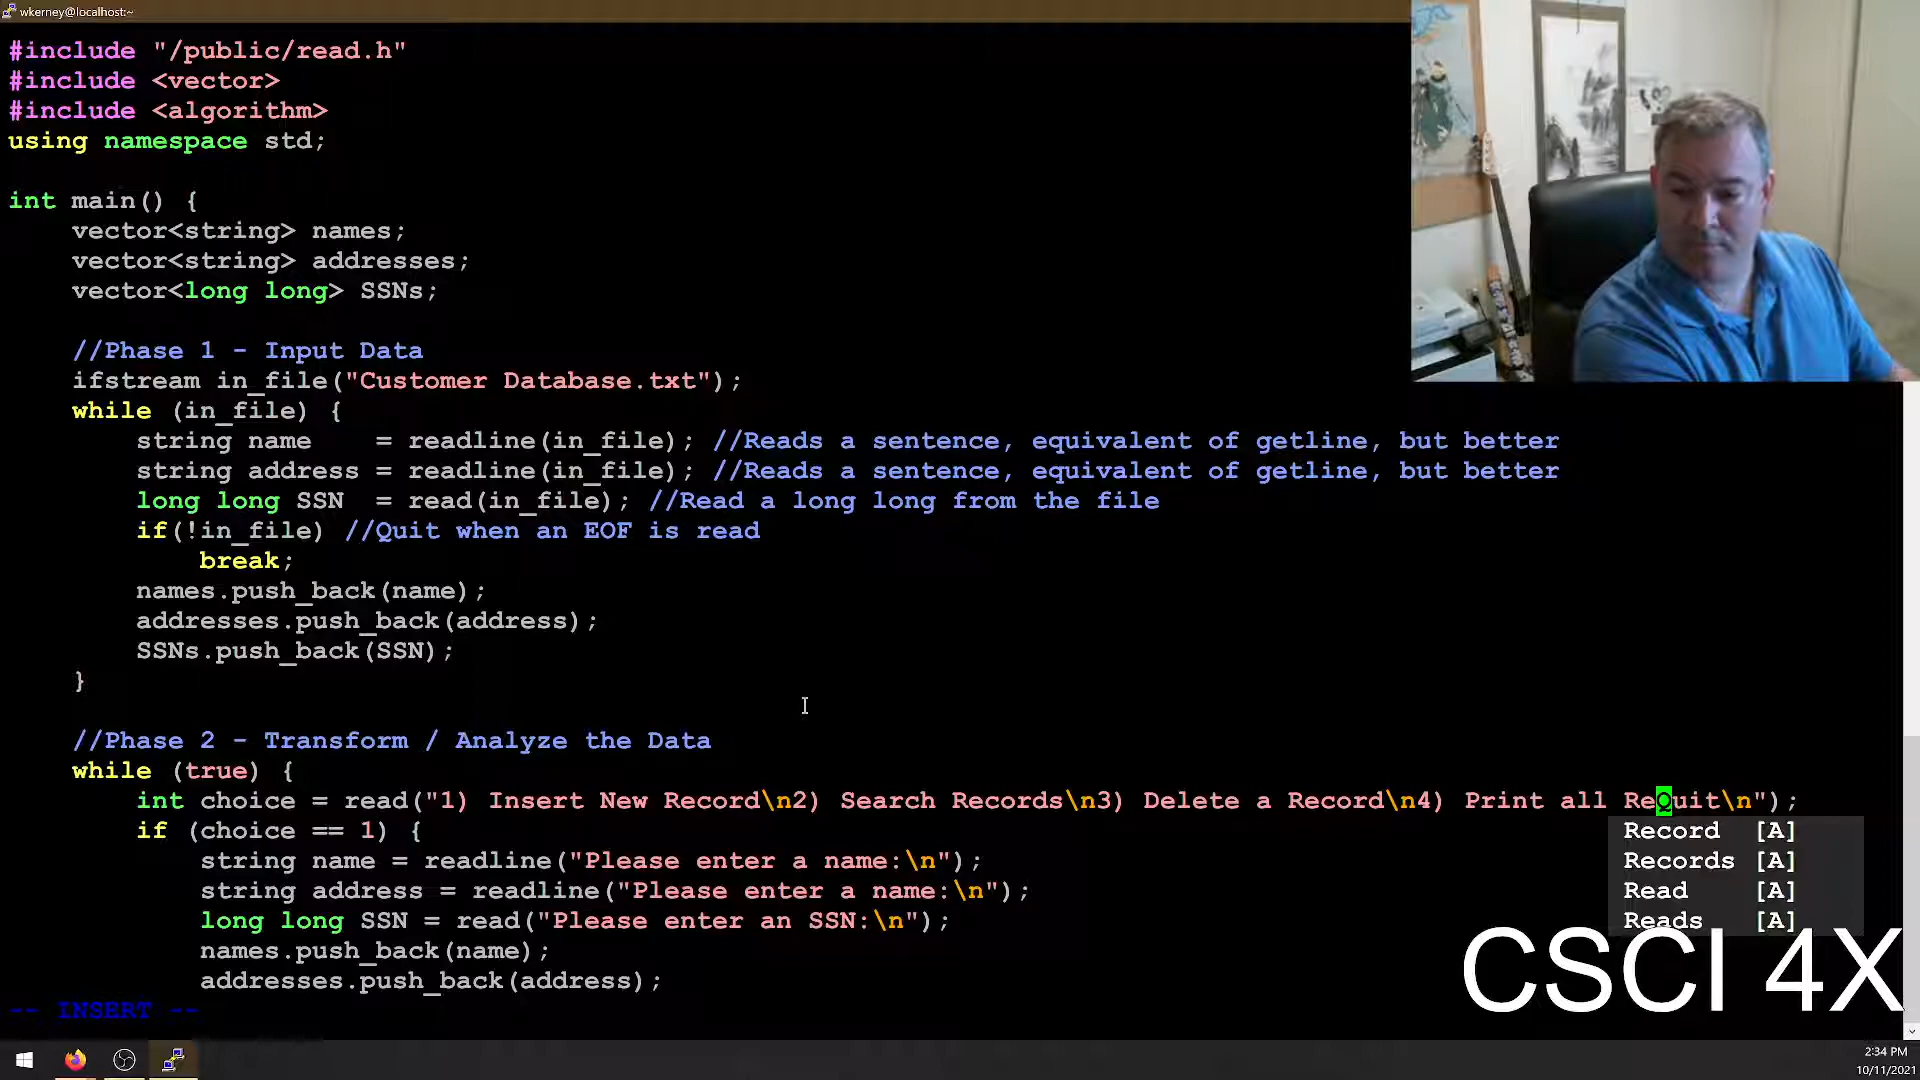 wkerney@localhost:~
#include "/public/read.h"
#include <vector>
#include <algorithm>
using namespace std;
int main() {
vector<string> names;
vector<string> addresses;
vector<long long> SSNs;
//Phase 1 - Input Data
ifstream in_file("Customer Database.txt");
while (in_file) {
string name    = readline(in_file); //Reads a sentence, equivalent of getline, but better
string address = readline(in_file); //Reads a sentence, equivalent of getline, but better
long long SSN  = read(in_file); //Read a long long from the file
if(!in_file) //Quit when an EOF is read
break;
names.push_back(name);
addresses.push_back(address);
SSNs.push_back(SSN);
}
//Phase 2 - Transform / Analyze the Data
while (true) {
int choice = read("1) Insert New Record\n2) Search Records\n3) Delete a Record\n4) Print all ReQuit\n");
if (choice == 1) {
Record  [A]
string name = readline("Please enter a name:\n");
Records [A]
string address = readline("Please enter a name:\n");
Read    [A]
long long SSN = read("Please enter an SSN:\n");
Reads   [A]
names.push_back(name);
addresses.push_back(address);
CSCI 4X
-- INSERT --
2:34 PM
10/11/2021